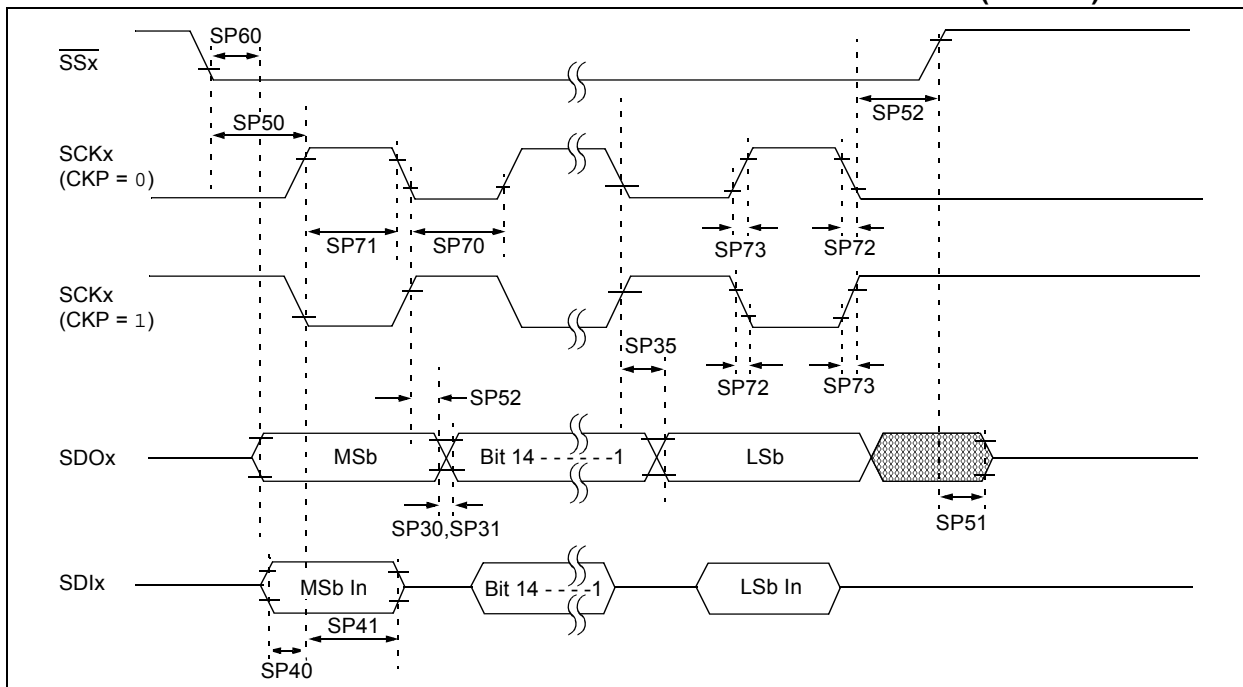 SP60
SSx
SP52
SP50
SCKx
(CKP = 0)
SP71
SP70
SP73
SP72
SCKx
(CKP = 1)
SP35
SP72
SP73
SP52
SDOx
MSb
Bit 14 - - - - - -1
LSb
SP30,SP31
SP51
SDIx
MSb In
Bit 14 - - - -1
LSb In
SP41
SP40